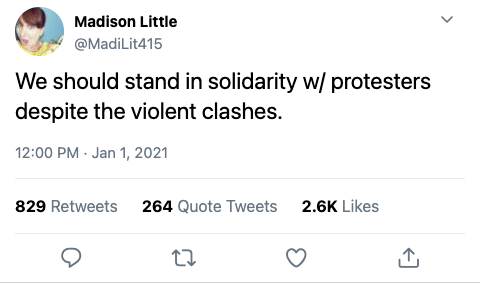 Madison Little
@MadiLit415
We should stand in solidarity w/ protesters
despite the violent clashes.
12:00 PM · Jan 1, 2021
829 Retweets 264 Quote Tweets 2.6K Likes